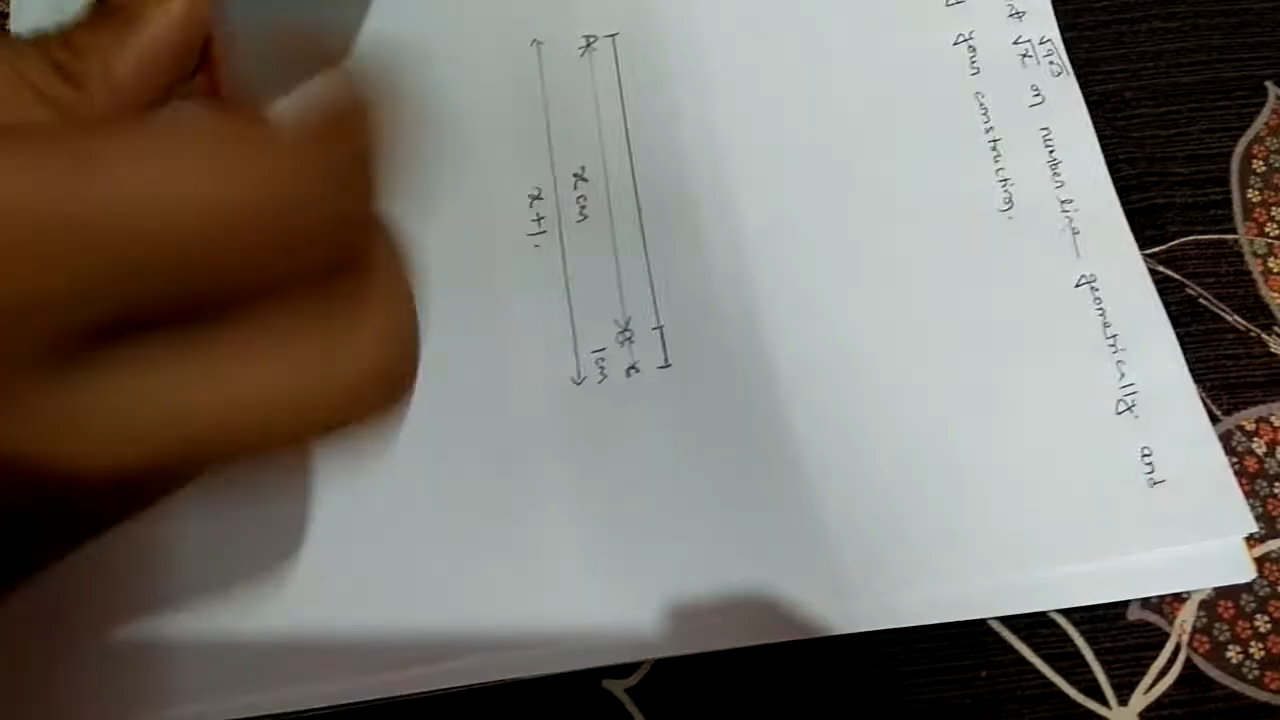 √9.3
√x on number line geometrically and
your construction.
A x cm B 1 cm c
x+1.